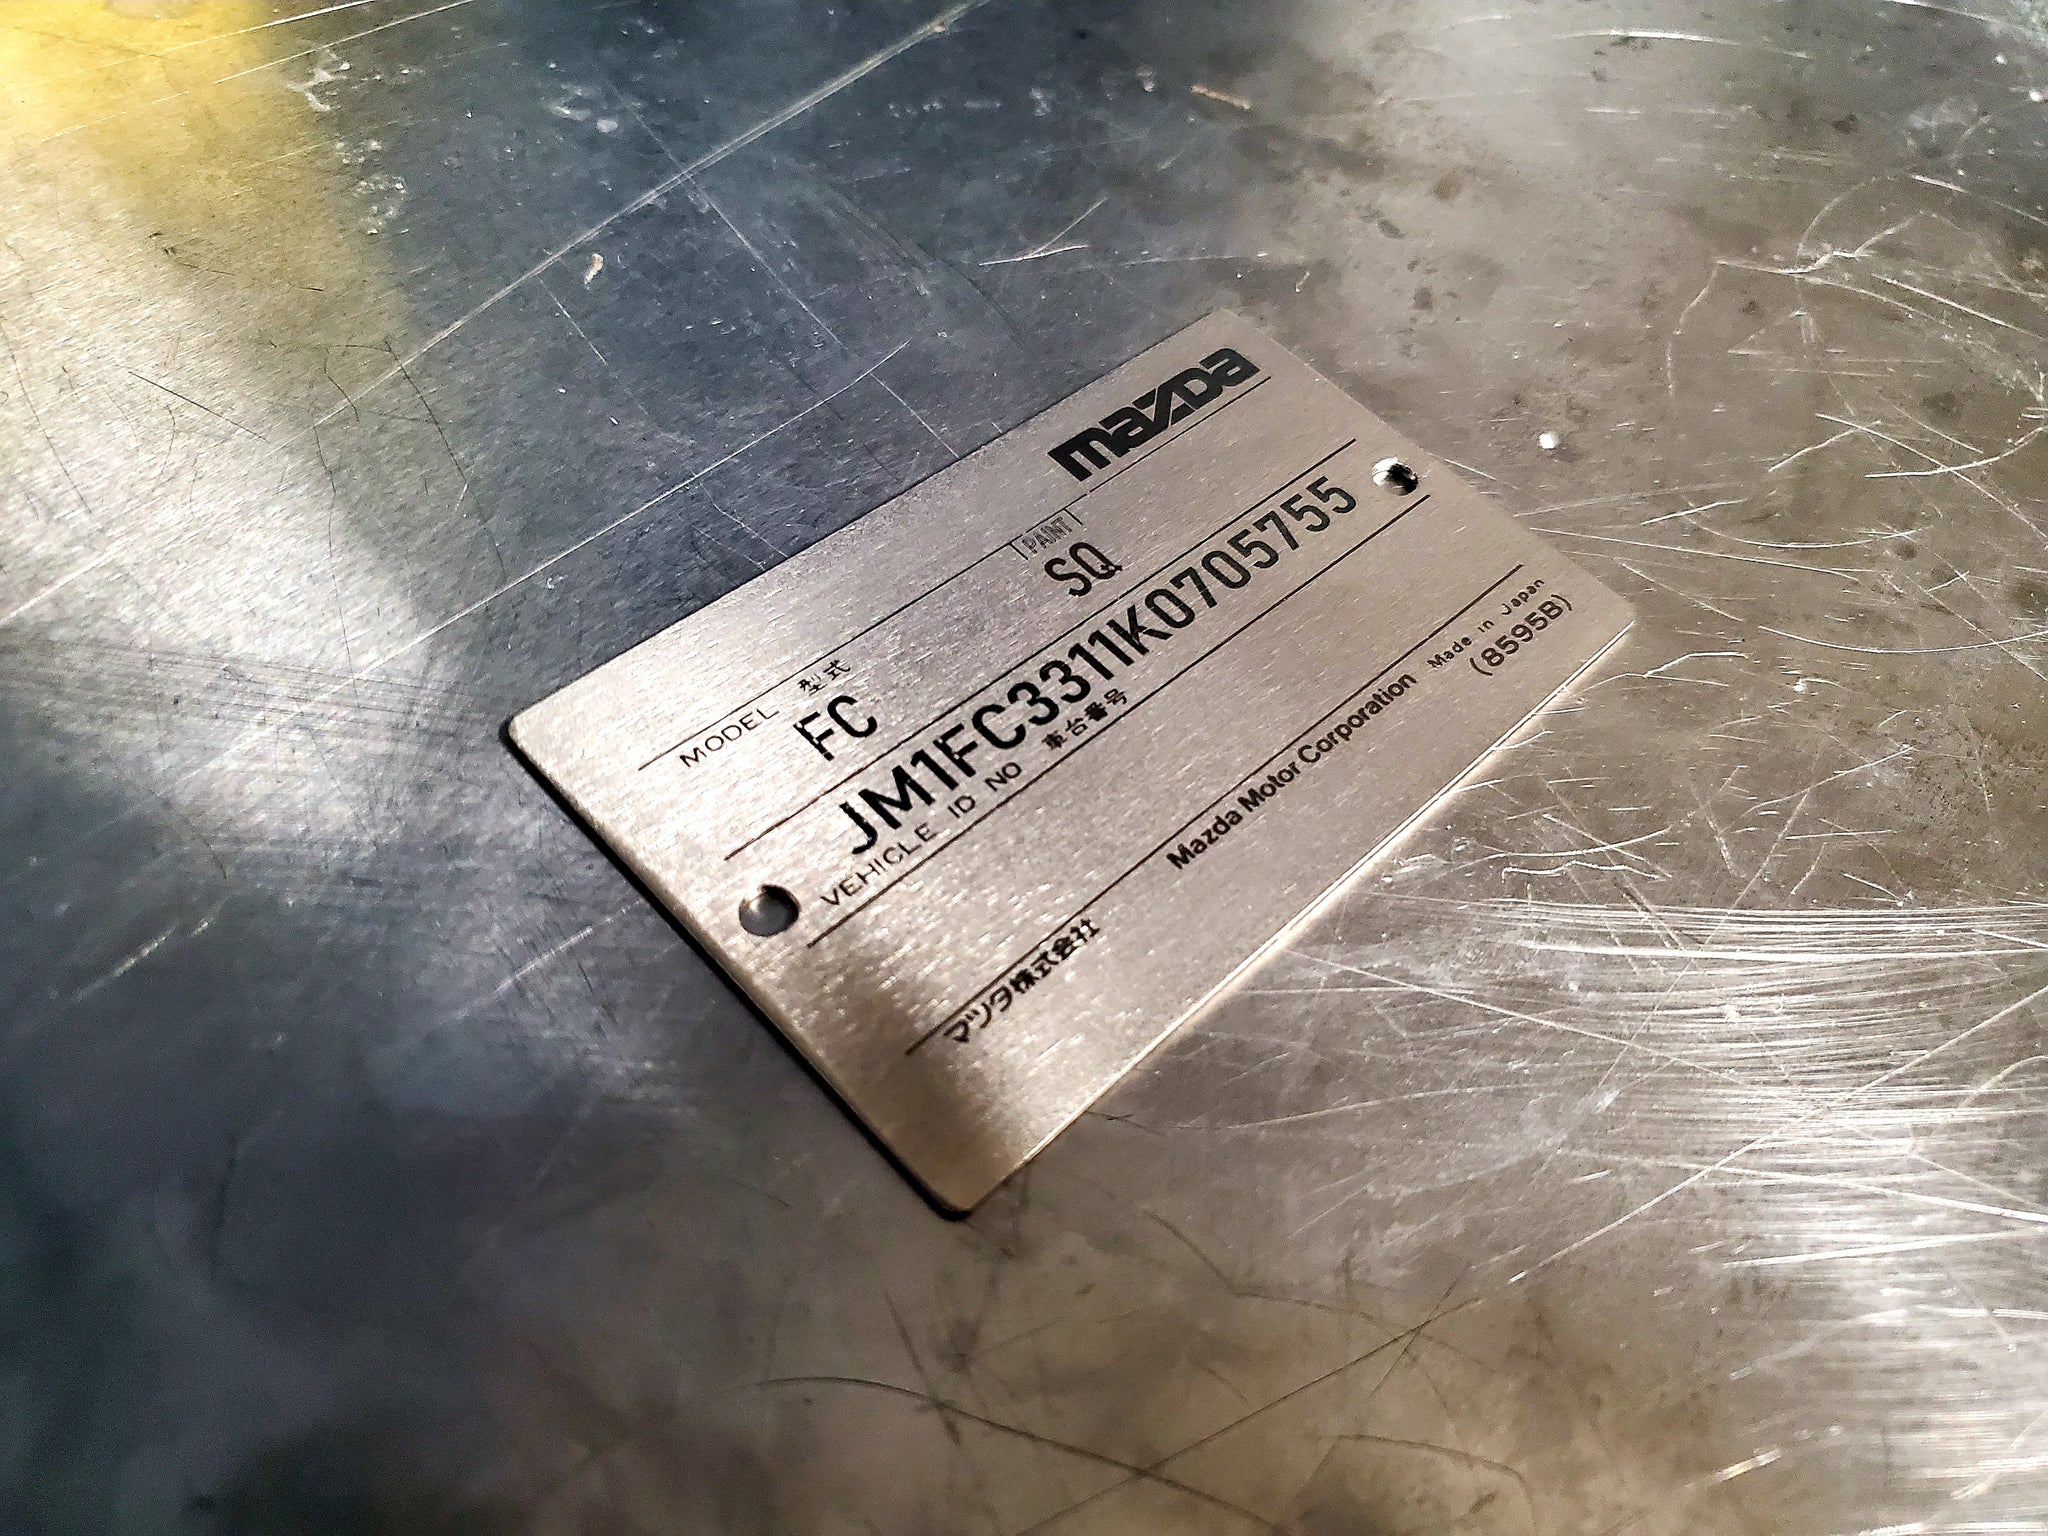 mazda
MODEL 型式 PAINT
FC SQ
JM1FC3311K0705755
VEHICLE ID NO 車台番号
マツダ株式会社 Mazda Motor Corporation Made in Japan
(8595B)